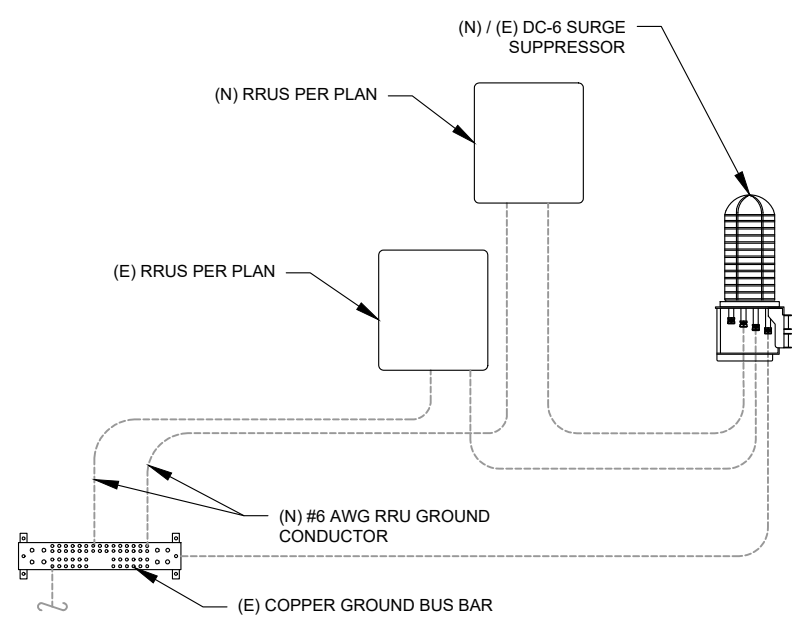 (N) / (E) DC-6 SURGE
SUPPRESSOR
(N) RRUS PER PLAN
(E) RRUS PER PLAN
(N) #6 AWG RRU GROUND
CONDUCTOR
(E) COPPER GROUND BUS BAR